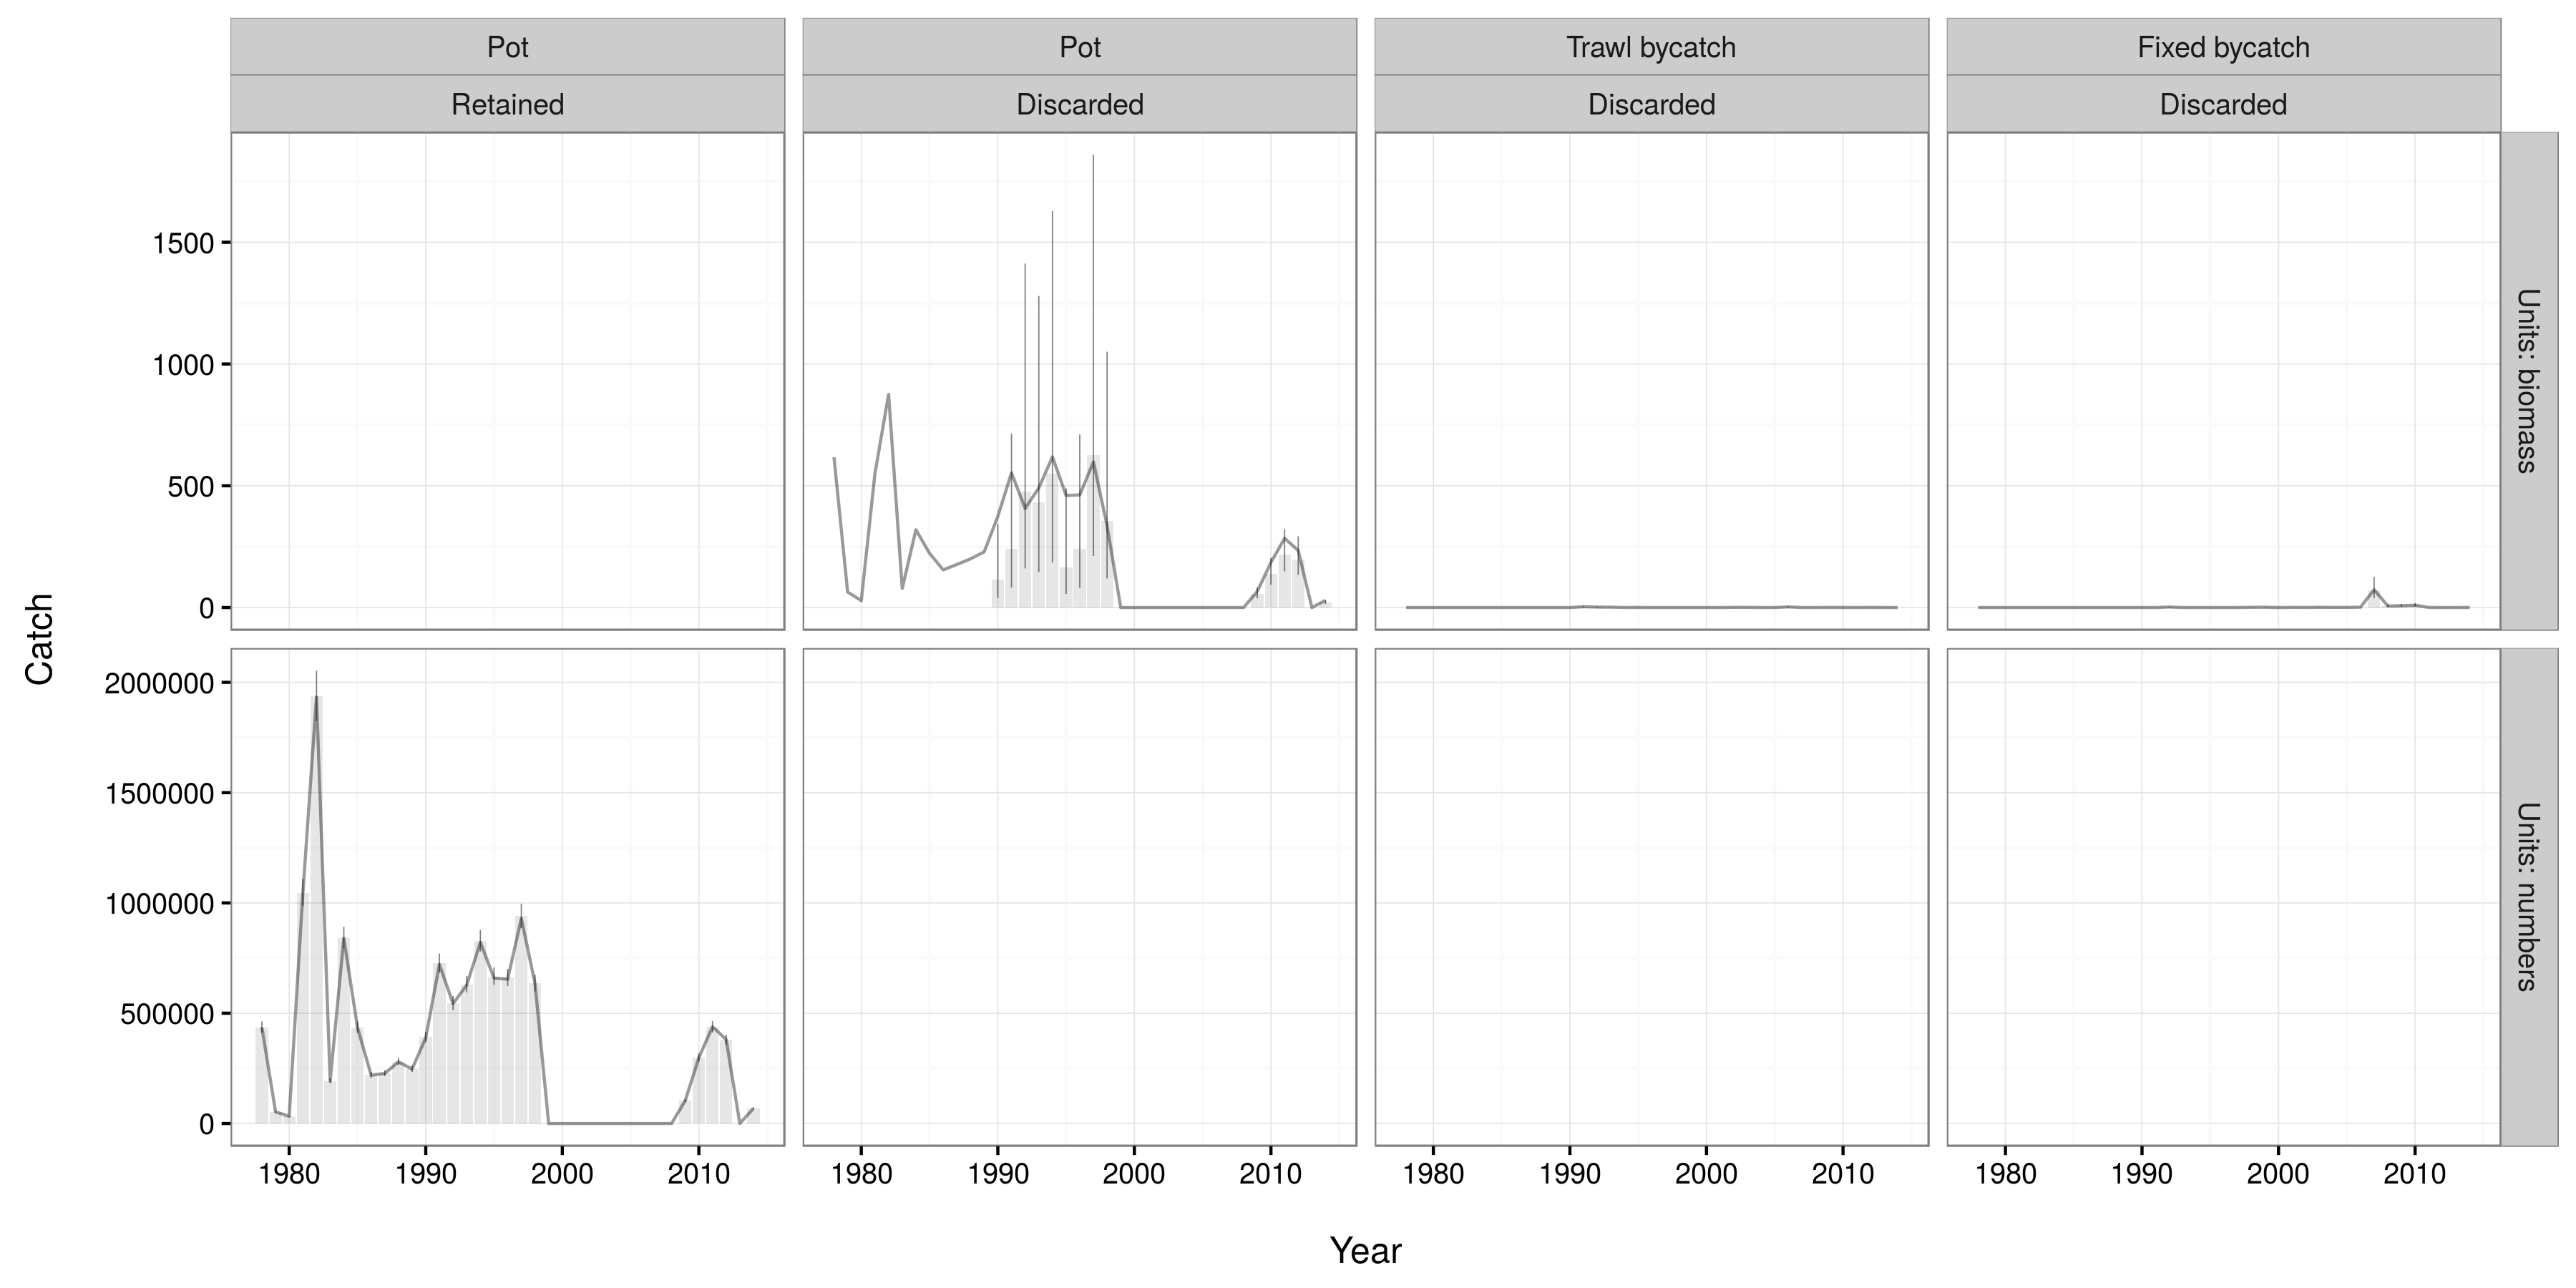 Pot
Pot
Trawl bycatch
Fixed bycatch
Retained
Discarded
Discarded
Discarded
1500
1000
500
0
Units: biomass
Catch
2000000
1500000
1000000
500000
0
Units: numbers
1980 1990 2000 2010
1980 1990 2000 2010
1980 1990 2000 2010
1980 1990 2000 2010
Year